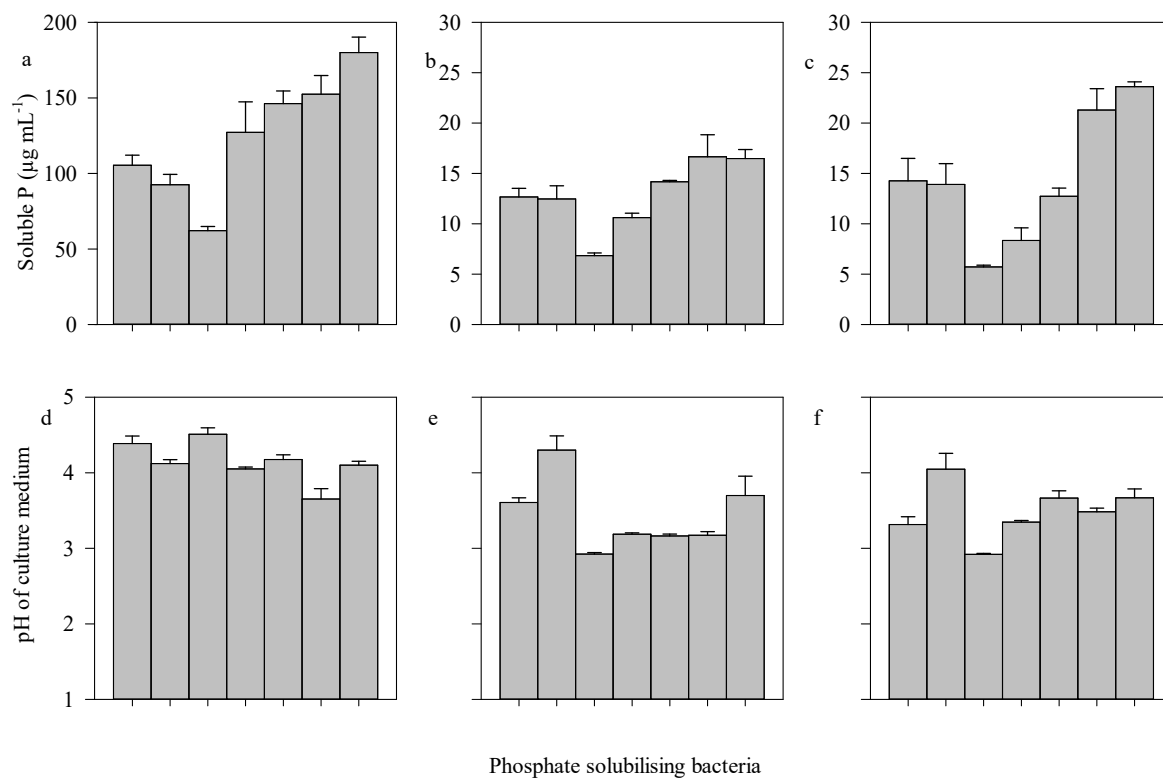 a
b
c
Soluble P (µg mL⁻¹)
200
150
100
50
0
30
25
20
15
10
5
0
30
25
20
15
10
5
0
d
e
f
pH of culture medium
5
4
3
2
1
Phosphate solubilising bacteria